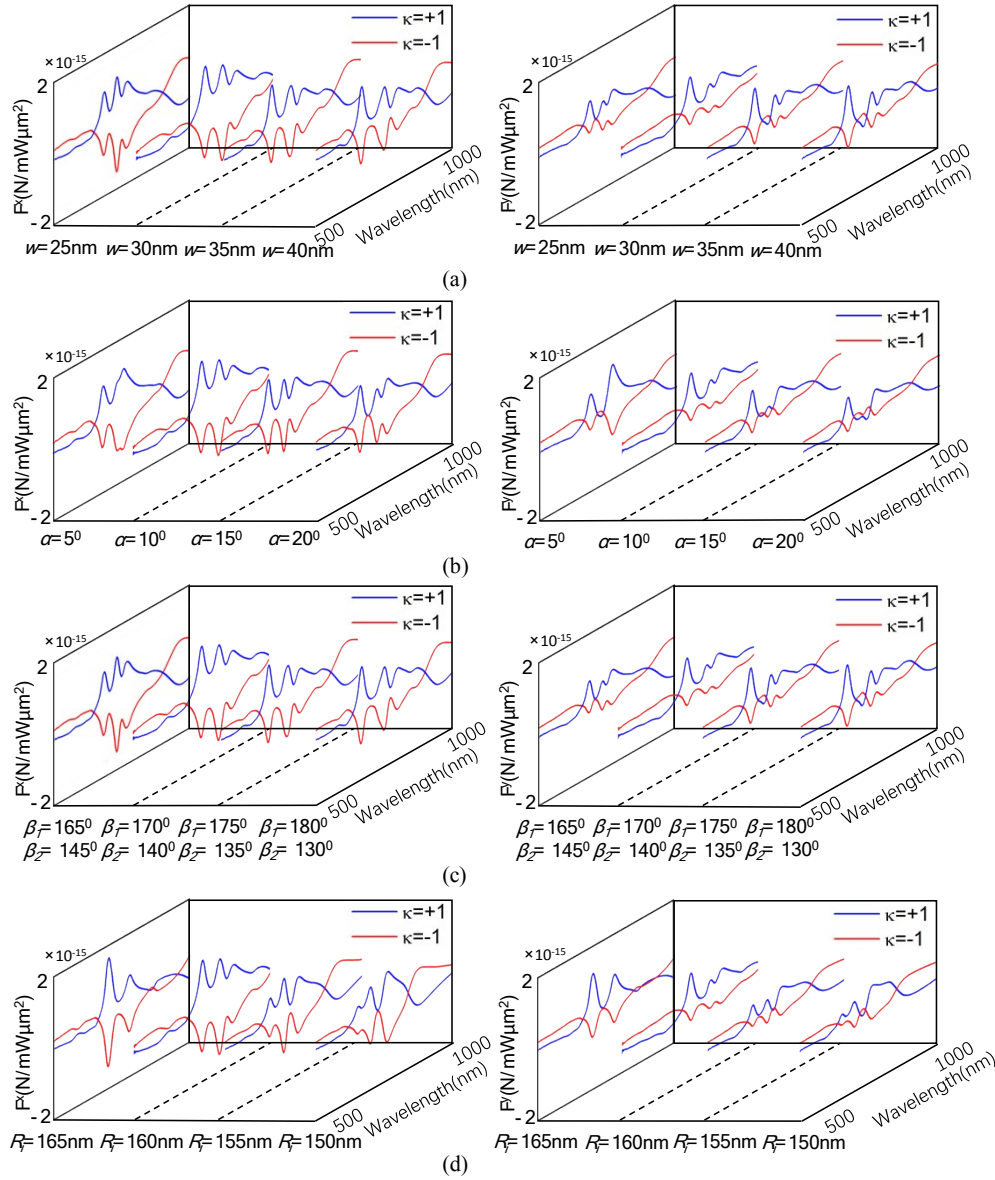 κ=+1
κ=-1
×10-15
2
Fx(N/mWμm2)
-2
1000
Wavelength(nm)
500
w=25nm w=30nm w=35nm w=40nm
κ=+1
κ=-1
×10-15
2
Fy(N/mWμm2)
-2
1000
Wavelength(nm)
500
w=25nm w=30nm w=35nm w=40nm
(a)
κ=+1
κ=-1
×10-15
2
Fx(N/mWμm2)
-2
1000
Wavelength(nm)
500
α=50 α=100 α=150 α=200
κ=+1
κ=-1
×10-15
2
Fy(N/mWμm2)
-2
1000
Wavelength(nm)
500
α=50 α=100 α=150 α=200
(b)
κ=+1
κ=-1
×10-15
2
Fx(N/mWμm2)
-2
1000
Wavelength(nm)
500
β1=1650 β1=1700 β1=1750 β1=1800
β2= 1450 β2= 1400 β2= 1350 β2= 1300
κ=+1
κ=-1
×10-15
2
Fy(N/mWμm2)
-2
1000
Wavelength(nm)
500
β1=1650 β1=1700 β1=1750 β1=1800
β2= 1450 β2= 1400 β2= 1350 β2= 1300
(c)
κ=+1
κ=-1
×10-15
2
Fx(N/mWμm2)
-2
1000
Wavelength(nm)
500
R1=165nm R1=160nm R1=155nm R1=150nm
κ=+1
κ=-1
×10-15
2
Fy(N/mWμm2)
-2
1000
Wavelength(nm)
500
R1=165nm R1=160nm R1=155nm R1=150nm
(d)